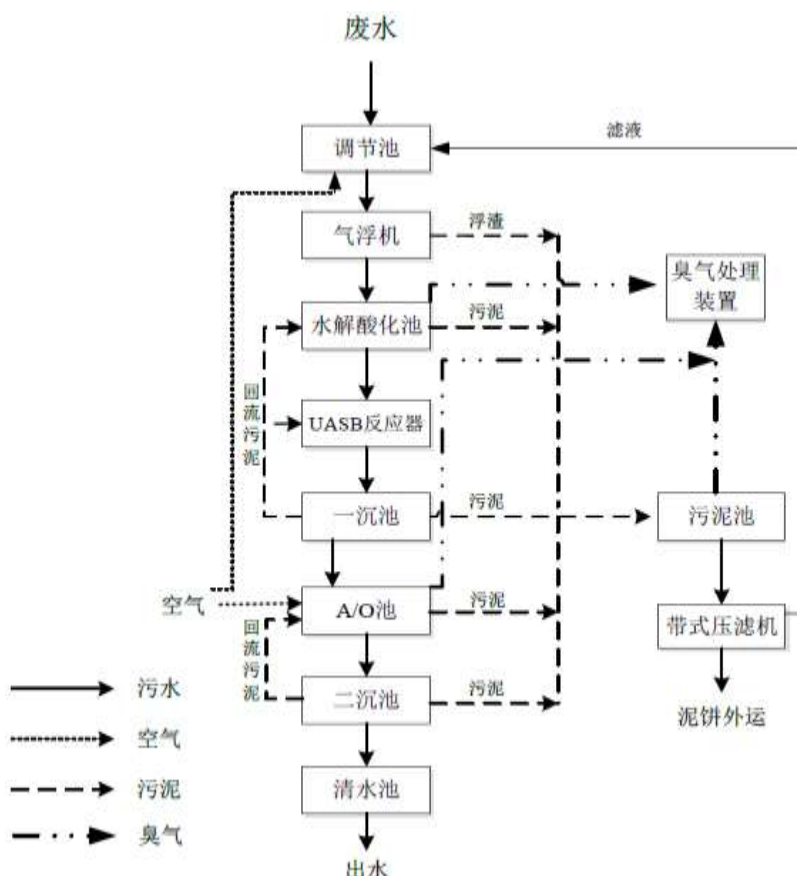 废水
滤液
调节池
气浮机
浮渣
臭气处理
装置
水解酸化池
污泥
回流污泥
UASB反应器
一沉池
污泥
污泥池
空气
A/O池
污泥
带式压滤机
回流污泥
二沉池
污泥
泥饼外运
污水
空气
清水池
污泥
臭气
出水